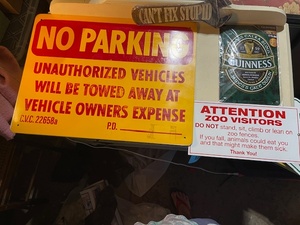 CAN'T FIX STUPID
NO PARKING
UNAUTHORIZED VEHICLES
WILL BE TOWED AWAY AT
VEHICLE OWNERS EXPENSE
C.V.C. 22658a
P.D.
GUINNESS
ATTENTION
ZOO VISITORS
DO NOT stand, sit, climb or lean on
zoo fences.
If you fall, animals could eat you
and that might make them sick.
Thank You!